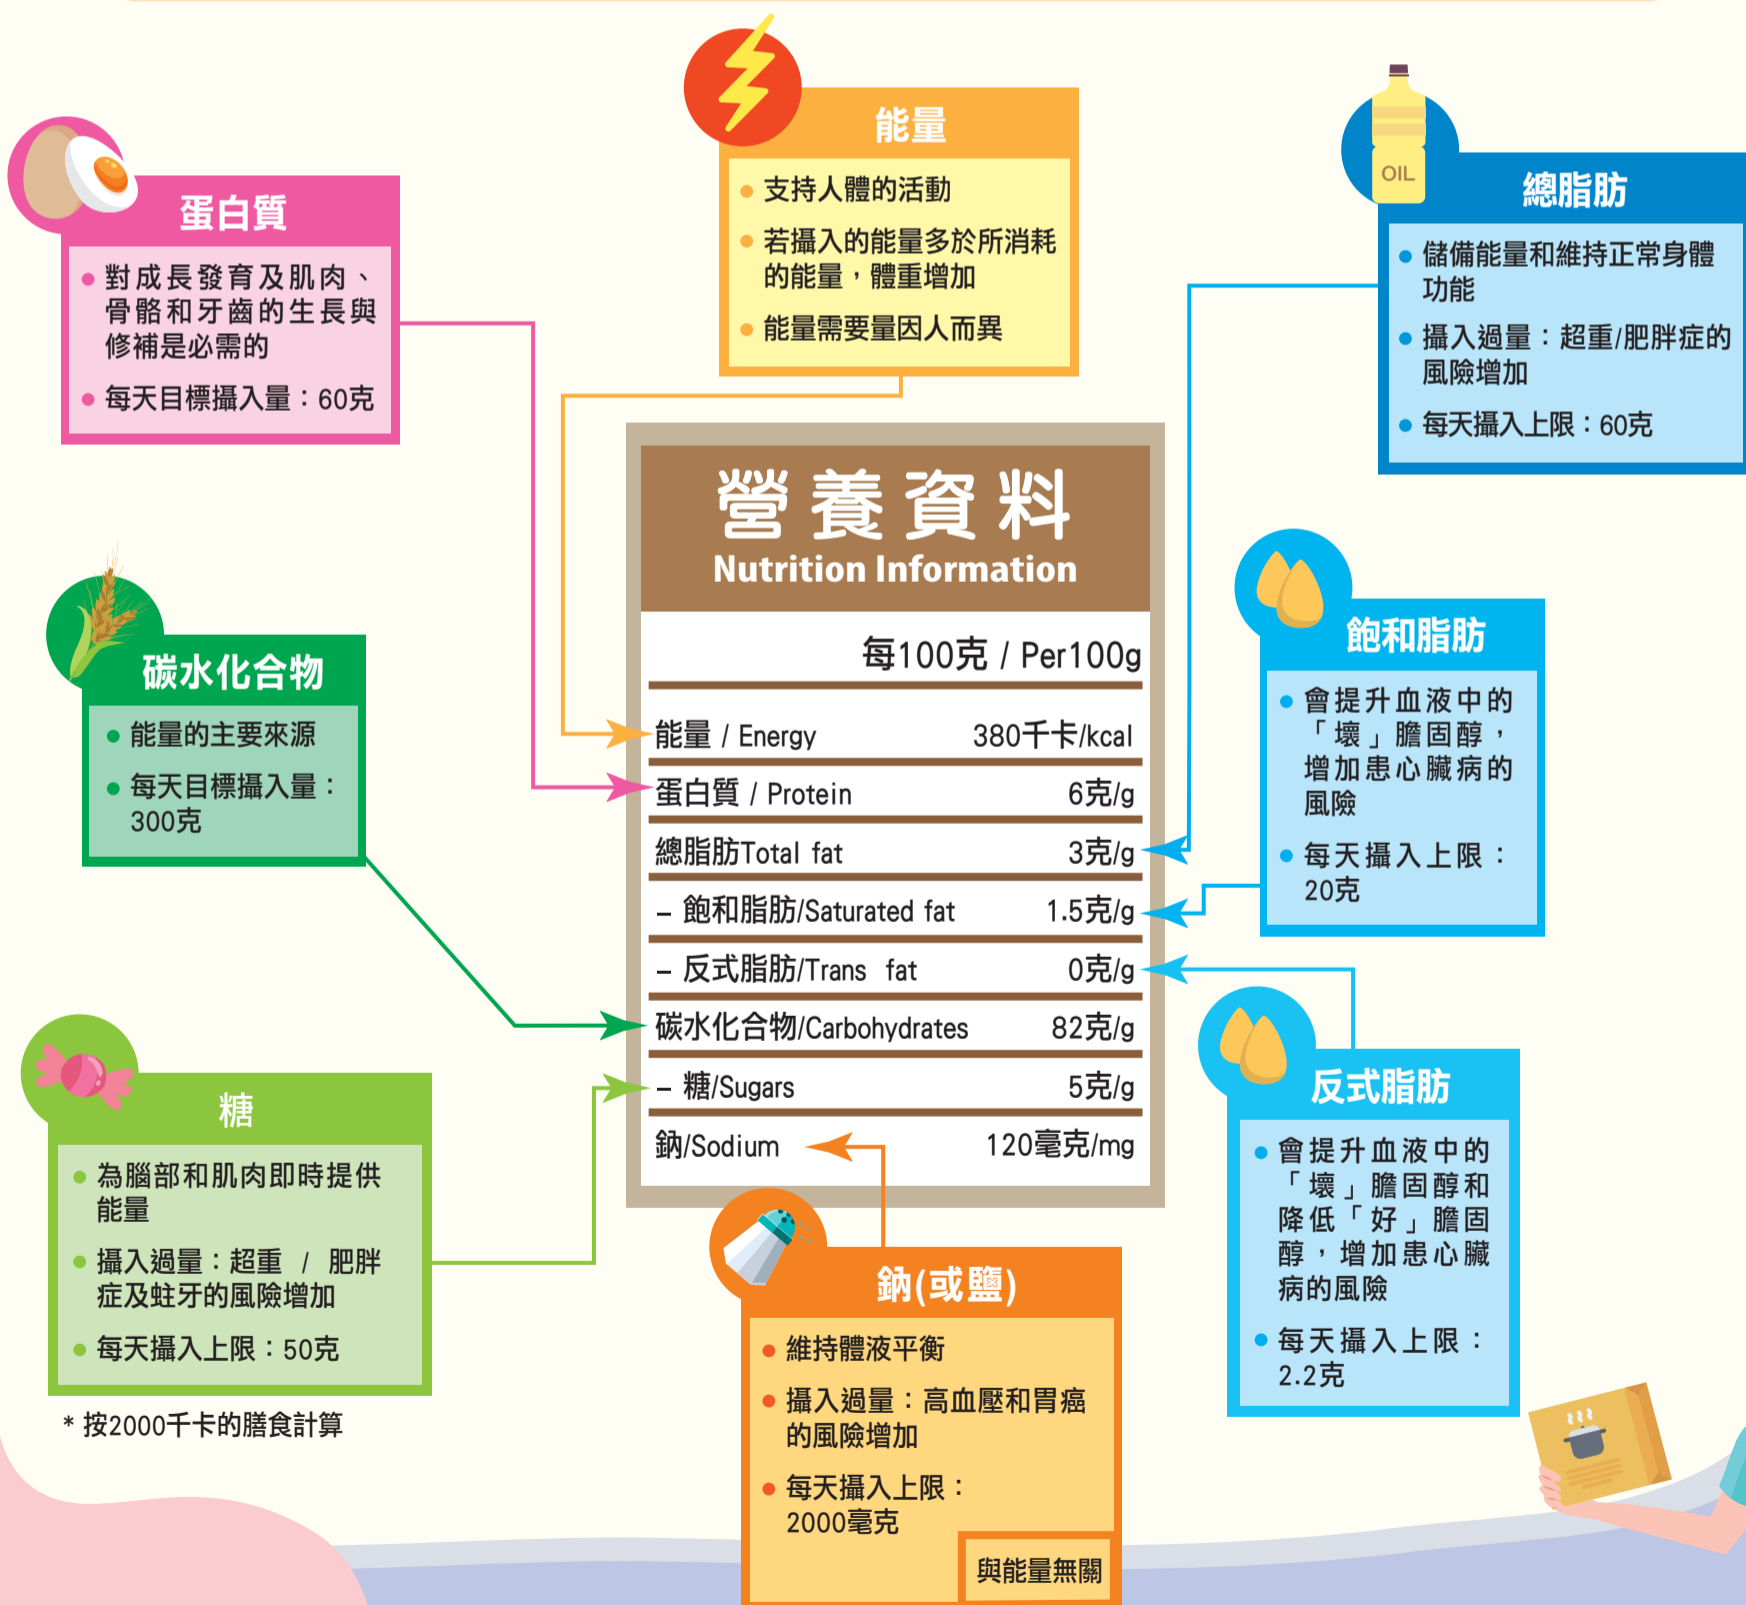 能量
• 支持人體的活動
• 若攝入的能量多於所消耗
的能量，體重增加
• 能量需要量因人而異
OIL
總脂肪
• 儲備能量和維持正常身體
功能
• 攝入過量：超重/肥胖症的
風險增加
• 每天攝入上限：60克
蛋白質
• 對成長發育及肌肉、
骨骼和牙齒的生長與
修補是必需的
• 每天目標攝入量：60克
營養資料
Nutrition Information
每100克 / Per100g
能量 / Energy 380千卡/kcal
蛋白質 / Protein 6克/g
總脂肪Total fat 3克/g
– 飽和脂肪/Saturated fat 1.5克/g
– 反式脂肪/Trans fat 0克/g
碳水化合物/Carbohydrates 82克/g
– 糖/Sugars 5克/g
鈉/Sodium 120毫克/mg
碳水化合物
• 能量的主要來源
• 每天目標攝入量：
300克
飽和脂肪
• 會提升血液中的
「壞」膽固醇，
增加患心臟病的
風險
• 每天攝入上限：
20克
糖
• 為腦部和肌肉即時提供
能量
• 攝入過量：超重 / 肥胖
症及蛀牙的風險增加
• 每天攝入上限：50克
* 按2000千卡的膳食計算
反式脂肪
• 會提升血液中的
「壞」膽固醇和
降低「好」膽固
醇，增加患心臟
病的風險
• 每天攝入上限：
2.2克
鈉(或鹽)
• 維持體液平衡
• 攝入過量：高血壓和胃癌
的風險增加
• 每天攝入上限：
2000毫克
與能量無關